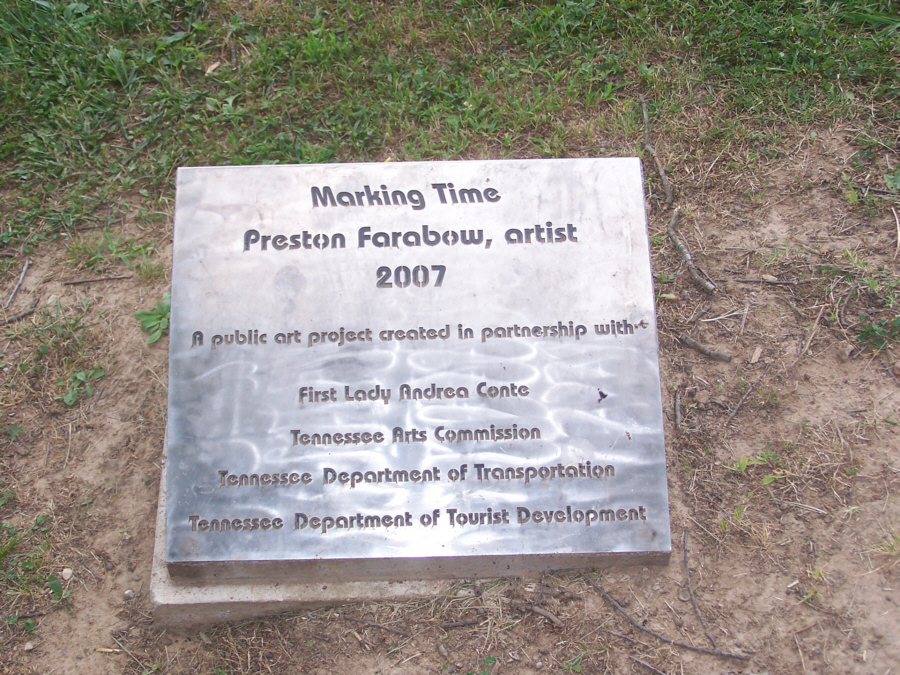 Marking Time
Preston Farabow, artist
2007
A public art project created in partnership with
First Lady Andrea Conte
Tennessee Arts Commission
Tennessee Department of Transportation
Tennessee Department of Tourist Development